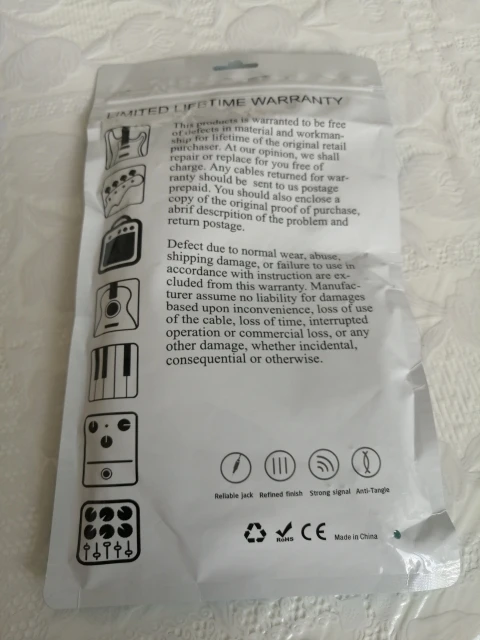 LIMITED LIFETIME WARRANTY
This products is warranted to be free
of defects in material and workman-
ship for lifetime of the original retail
purchaser. At our opinion, we shall
repair or replace for you free of
charge. Any cables returned for war-
ranty should be sent to us postage
prepaid. You should also enclose a
copy of the original proof of purchase,
abrif descrpition of the problem and
return postage.
Defect due to normal wear, abuse,
shipping damage, or failure to use in
accordance with instruction are ex-
cluded from this warranty. Manufac-
turer assume no liability for damages
based upon inconvenience, loss of use
of the cable, loss of time, interrupted
operation or commercial loss, or any
other damage, whether incidental,
consequential or otherwise.
Reliable jack Refined finish Strong signal Anti-Tangle
RoHS CE Made in China